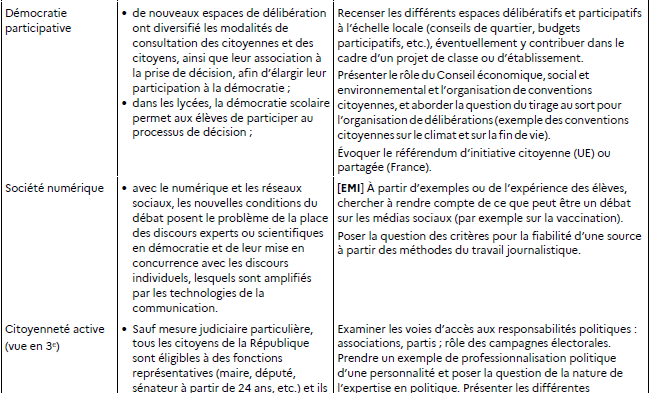 Démocratie
participative
• de nouveaux espaces de délibération
ont diversifié les modalités de
consultation des citoyennes et des
citoyens, ainsi que leur association à
la prise de décision, afin d’élargir leur
participation à la démocratie ;
• dans les lycées, la démocratie scolaire
permet aux élèves de participer au
processus de décision ;
Recenser les différents espaces délibératifs et participatifs
à l’échelle locale (conseils de quartier, budgets
participatifs, etc.), éventuellement y contribuer dans le
cadre d’un projet de classe ou d’établissement.
Présenter le rôle du Conseil économique, social et
environnemental et l’organisation de conventions
citoyennes, et aborder la question du tirage au sort pour
l’organisation de délibérations (exemple des conventions
citoyennes sur le climat et sur la fin de vie).
Évoquer le référendum d’initiative citoyenne (UE) ou
partagée (France).
Société numérique
• avec le numérique et les réseaux
sociaux, les nouvelles conditions du
débat posent le problème de la place
des discours experts ou scientifiques
en démocratie et de leur mise en
concurrence avec les discours
individuels, lesquels sont amplifiés
par les technologies de la
communication.
[EMI] À partir d’exemples ou de l’expérience des élèves,
chercher à rendre compte de ce que peut être un débat
sur les médias sociaux (par exemple sur la vaccination).
Poser la question des critères pour la fiabilité d’une source
à partir des méthodes du travail journalistique.
Citoyenneté active
(vue en 3ᵉ)
• Sauf mesure judiciaire particulière,
tous les citoyens de la République
sont éligibles à des fonctions
représentatives (maire, député,
sénateur à partir de 24 ans, etc.) et ils
Examiner les voies d’accès aux responsabilités politiques :
associations, partis ; rôle des campagnes électorales.
Prendre un exemple de professionnalisation politique
d’une personnalité et poser la question de la nature de
l’expertise en politique. Présenter les différentes